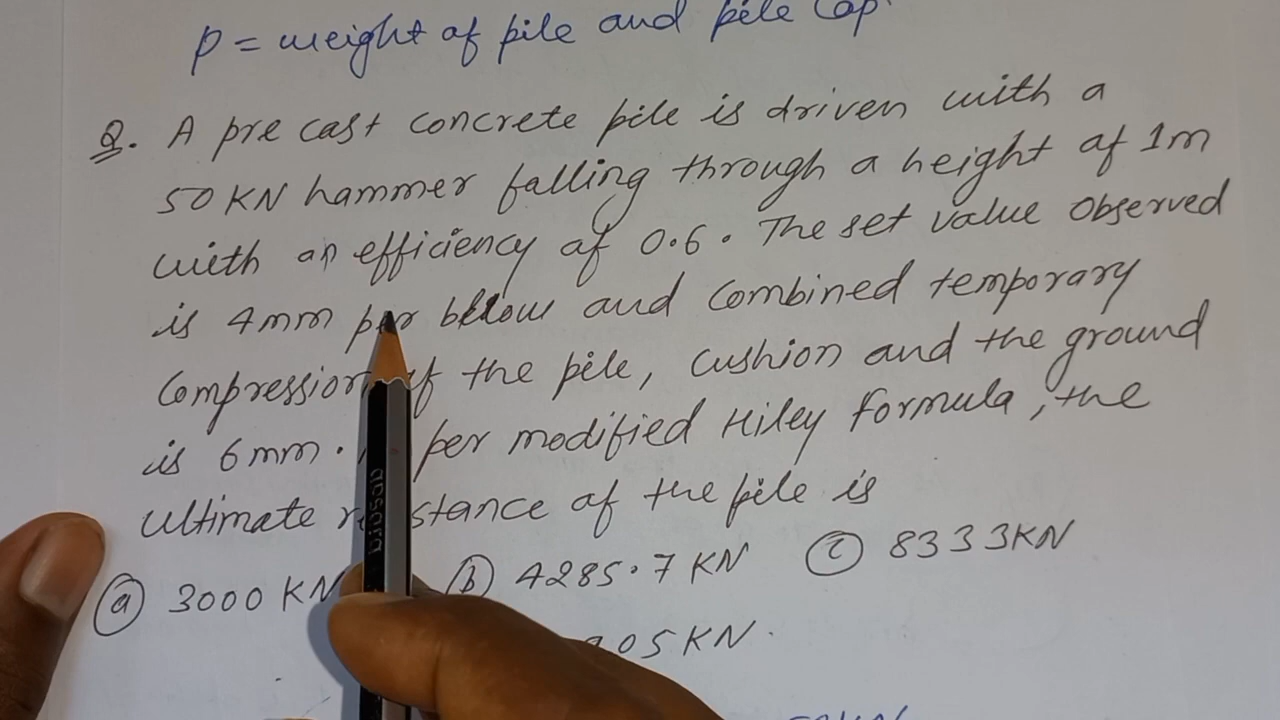 p = weight of pile and pile Cap.
Q. A pre cast concrete pile is driven with a
50 KN hammer falling through a height of 1m
with an efficiency of 0.6. The set value observed
is 4mm per blow and combined temporary
compression of the pile, cushion and the ground
is 6mm. per modified Hiley formula, the
ultimate resistance of the pile is
(a) 3000 KN (b) 4285.7 KN (c) 8333KN
05 KN.